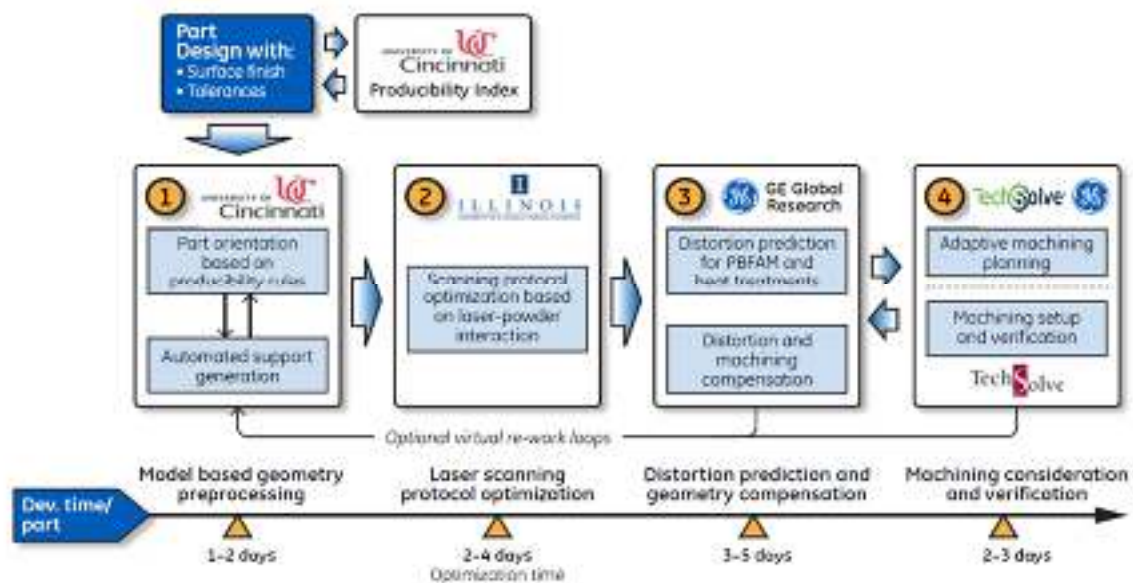 Part
Design with:
• Surface finish
• Tolerances
UNIVERSITY OF
Cincinnati
Producibility Index
1
UNIVERSITY OF
Cincinnati
Part orientation
based on
producibility rules
Automated support
generation
2
I
ILLINOIS
Scanning protocol
optimization based
on laser-powder
interaction
3
GE Global
Research
Distortion prediction
for PBFAM and
heat treatments
Distortion and
machining
compensation
4
TechSolve
Adaptive machining
planning
Machining setup
and verification
TechSolve
Optional virtual re-work loops
Model based geometry
preprocessing
Laser scanning
protocol optimization
Distortion prediction and
geometry compensation
Machining consideration
and verification
Dev. time/
part
1–2 days
2–4 days
Optimization time
3–5 days
2–3 days